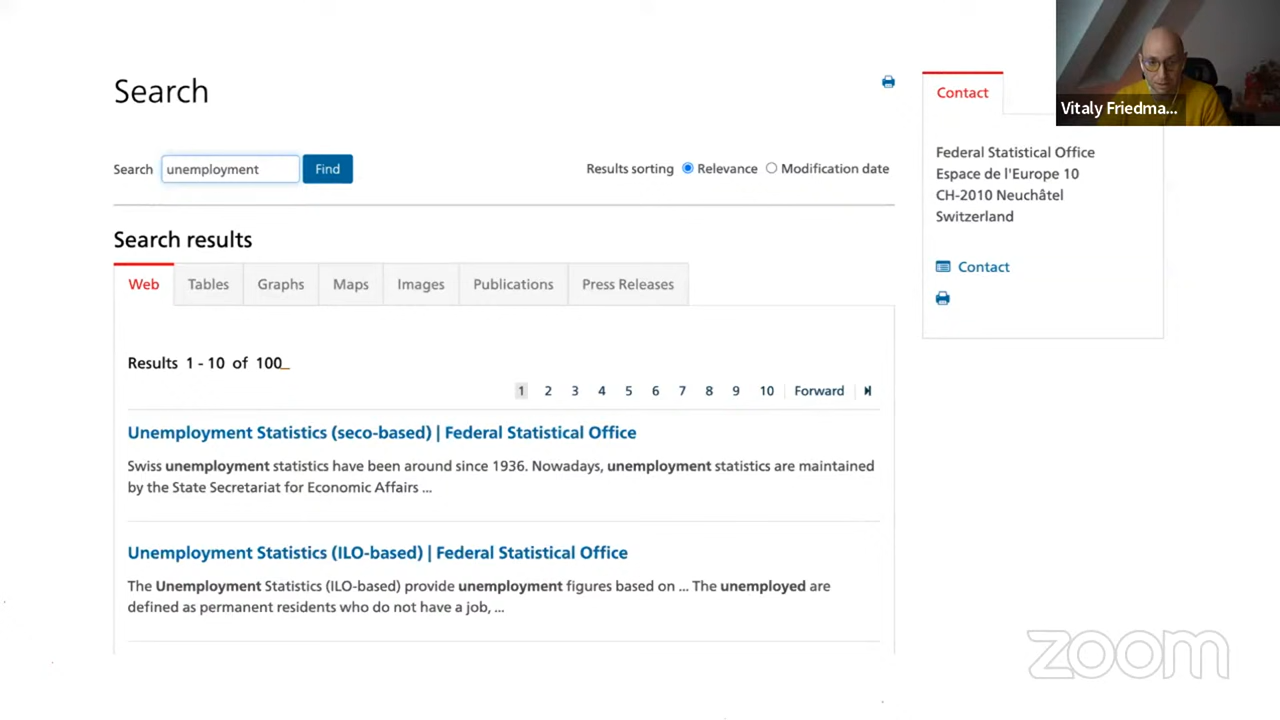 Search
Search unemployment Find
Results sorting Relevance Modification date
Search results
Web Tables Graphs Maps Images Publications Press Releases
Results 1 - 10 of 100
1 2 3 4 5 6 7 8 9 10 Forward
Unemployment Statistics (seco-based) | Federal Statistical Office
Swiss unemployment statistics have been around since 1936. Nowadays, unemployment statistics are maintained
by the State Secretariat for Economic Affairs ...
Unemployment Statistics (ILO-based) | Federal Statistical Office
The Unemployment Statistics (ILO-based) provide unemployment figures based on ... The unemployed are
defined as permanent residents who do not have a job, ...
Contact
Federal Statistical Office
Espace de l'Europe 10
CH-2010 Neuchâtel
Switzerland
Contact
Vitaly Friedma...
zoom